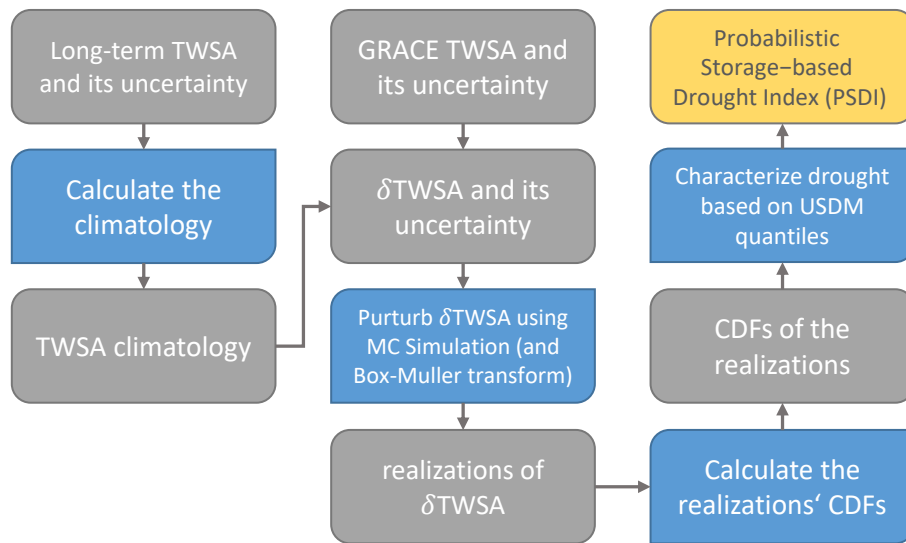 Long-term TWSA
and its uncertainty
Calculate the
climatology
TWSA climatology
GRACE TWSA and
its uncertainty
δTWSA and its
uncertainty
Purturb δTWSA using
MC Simulation (and
Box-Muller transform)
realizations of
δTWSA
Probabilistic
Storage−based
Drought Index (PSDI)
Characterize drought
based on USDM
quantiles
CDFs of the
realizations
Calculate the
realizations‘ CDFs